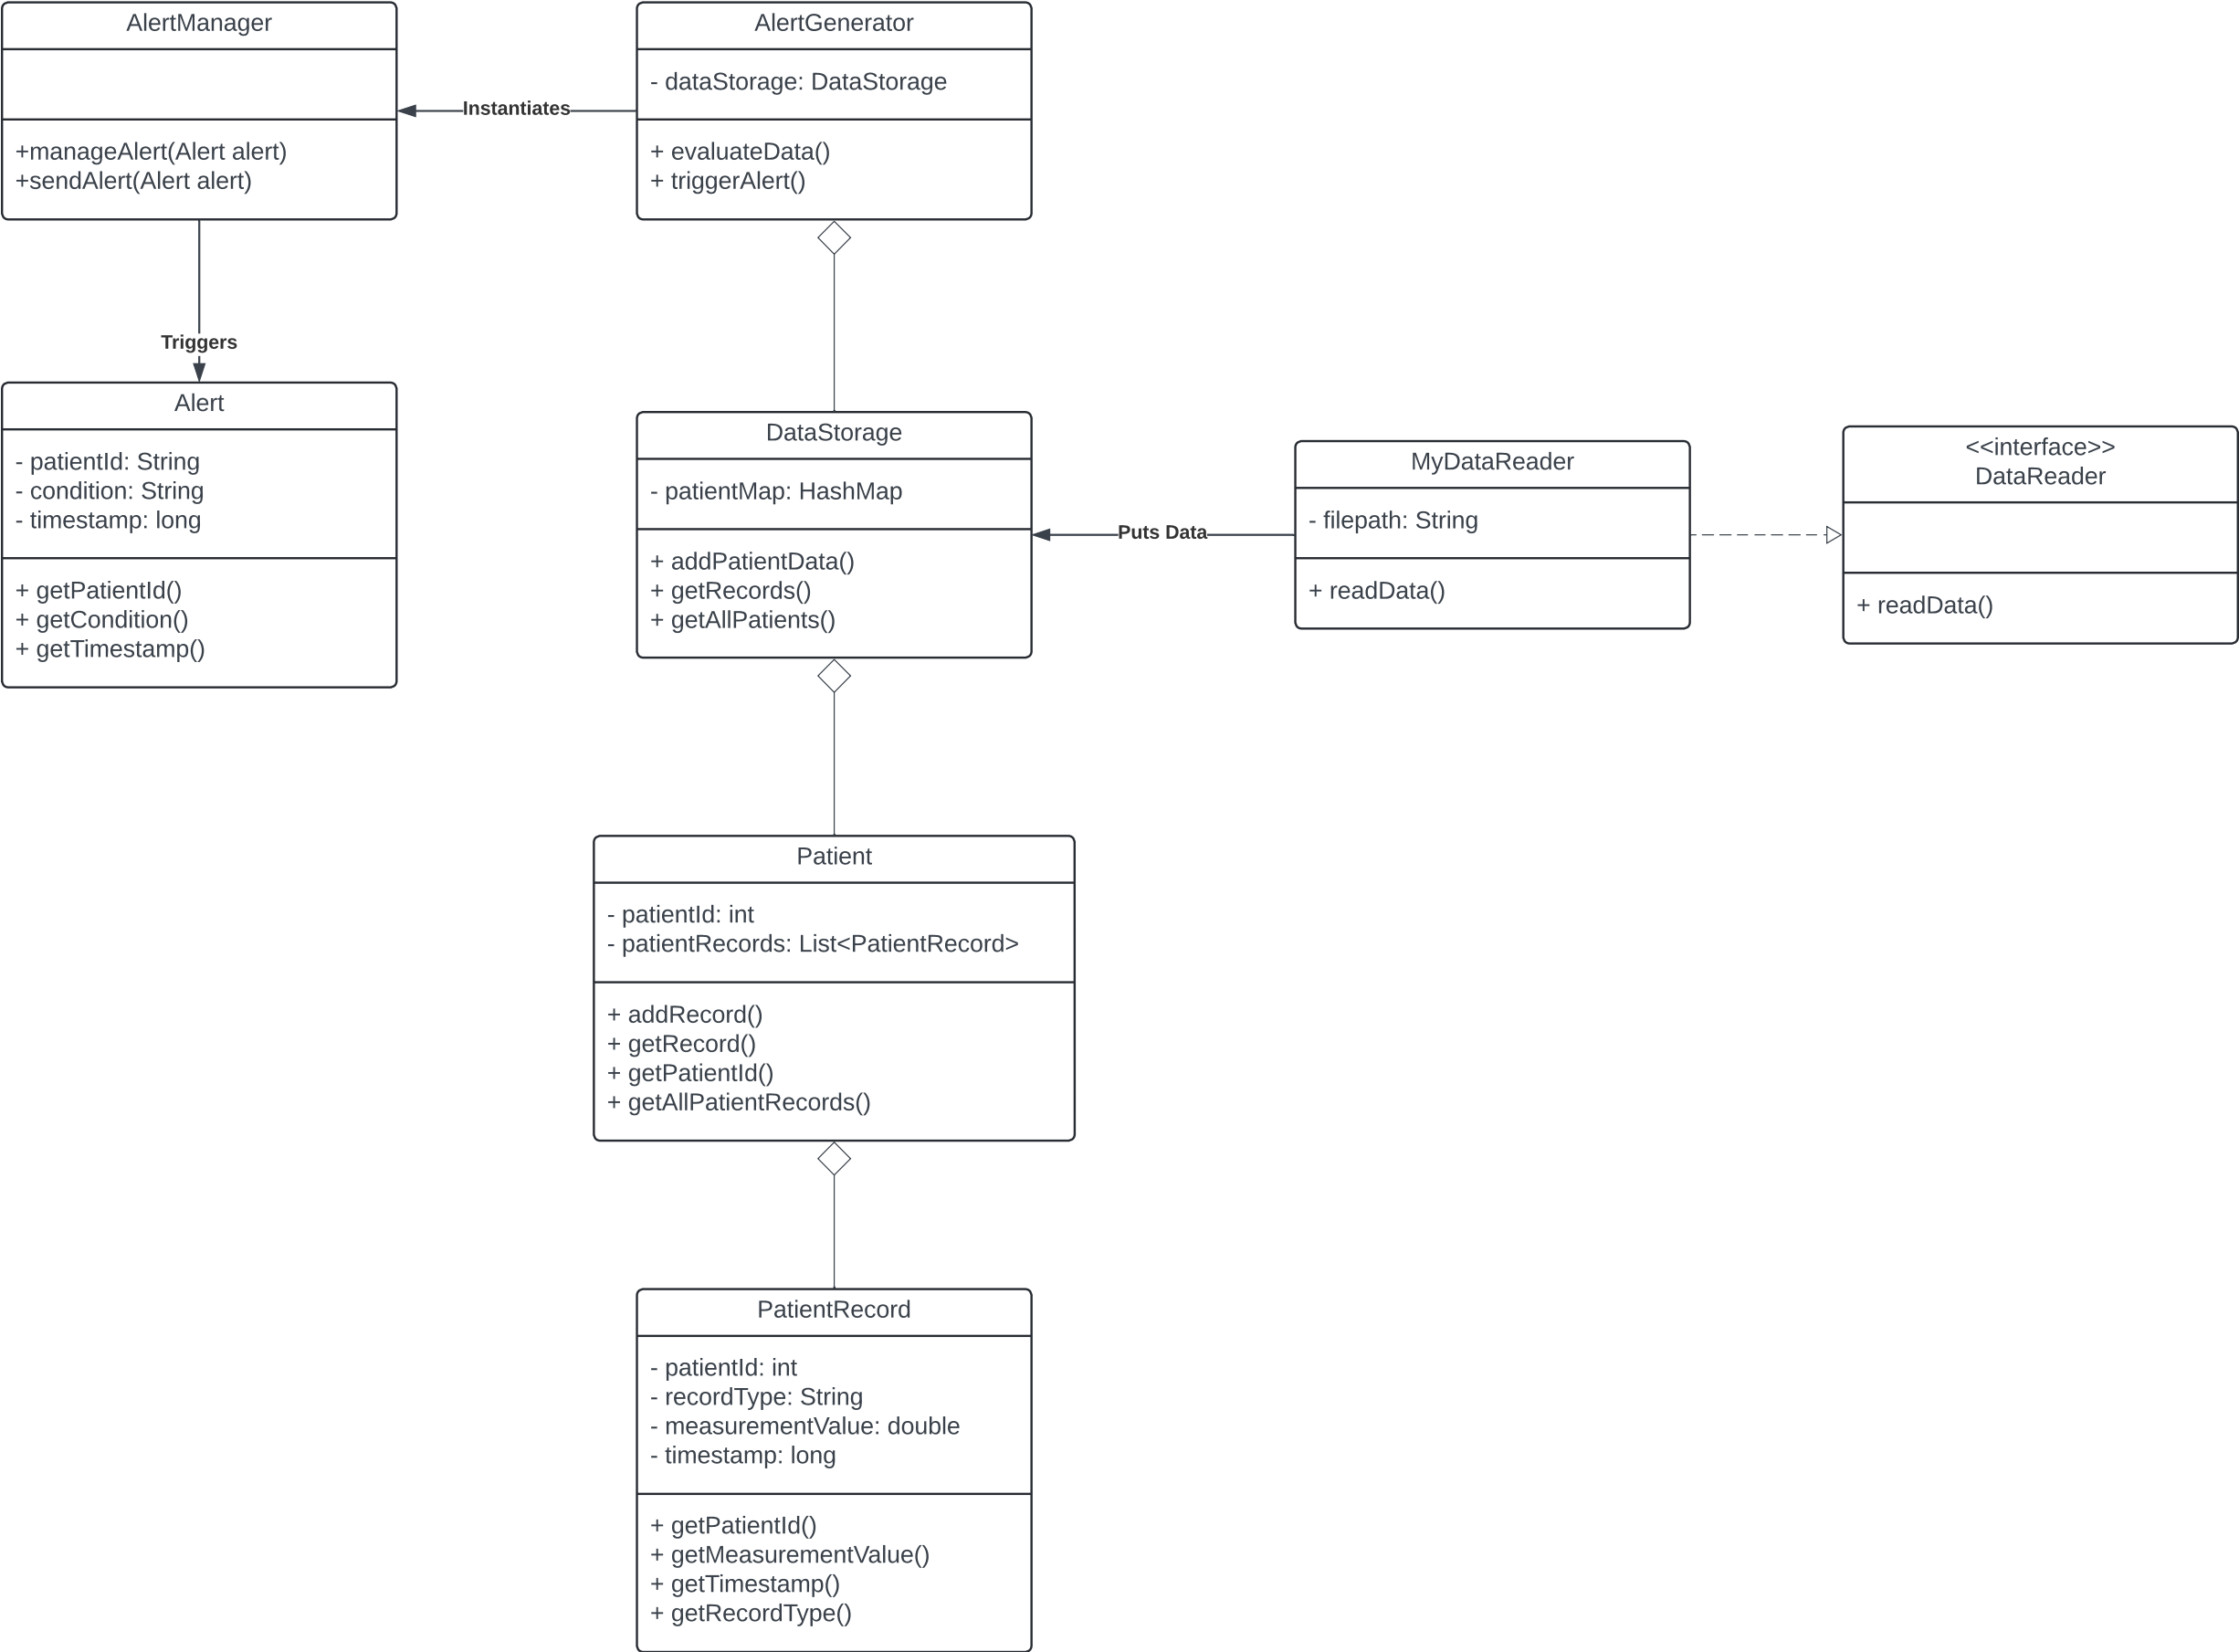 AlertManager
+manageAlert(Alert alert)
+sendAlert(Alert alert)
Instantiates
AlertGenerator
- dataStorage: DataStorage
+ evaluateData()
+ triggerAlert()
Triggers
Alert
- patientId: String
- condition: String
- timestamp: long
+ getPatientId()
+ getCondition()
+ getTimestamp()
DataStorage
- patientMap: HashMap
+ addPatientData()
+ getRecords()
+ getAllPatients()
Puts Data
MyDataReader
- filepath: String
+ readData()
<<interface>>
DataReader
+ readData()
Patient
- patientId: int
- patientRecords: List<PatientRecord>
+ addRecord()
+ getRecord()
+ getPatientId()
+ getAllPatientRecords()
PatientRecord
- patientId: int
- recordType: String
- measurementValue: double
- timestamp: long
+ getPatientId()
+ getMeasurementValue()
+ getTimestamp()
+ getRecordType()